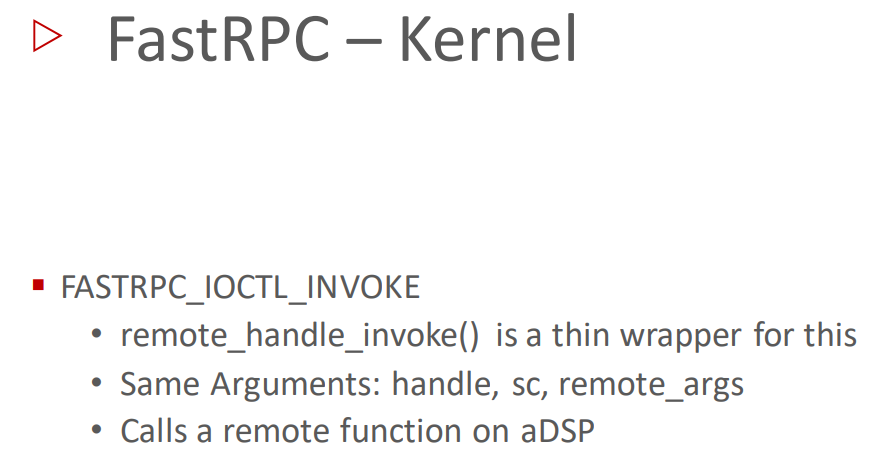 FastRPC – Kernel
FASTRPC_IOCTL_INVOKE
remote_handle_invoke() is a thin wrapper for this
Same Arguments: handle, sc, remote_args
Calls a remote function on aDSP